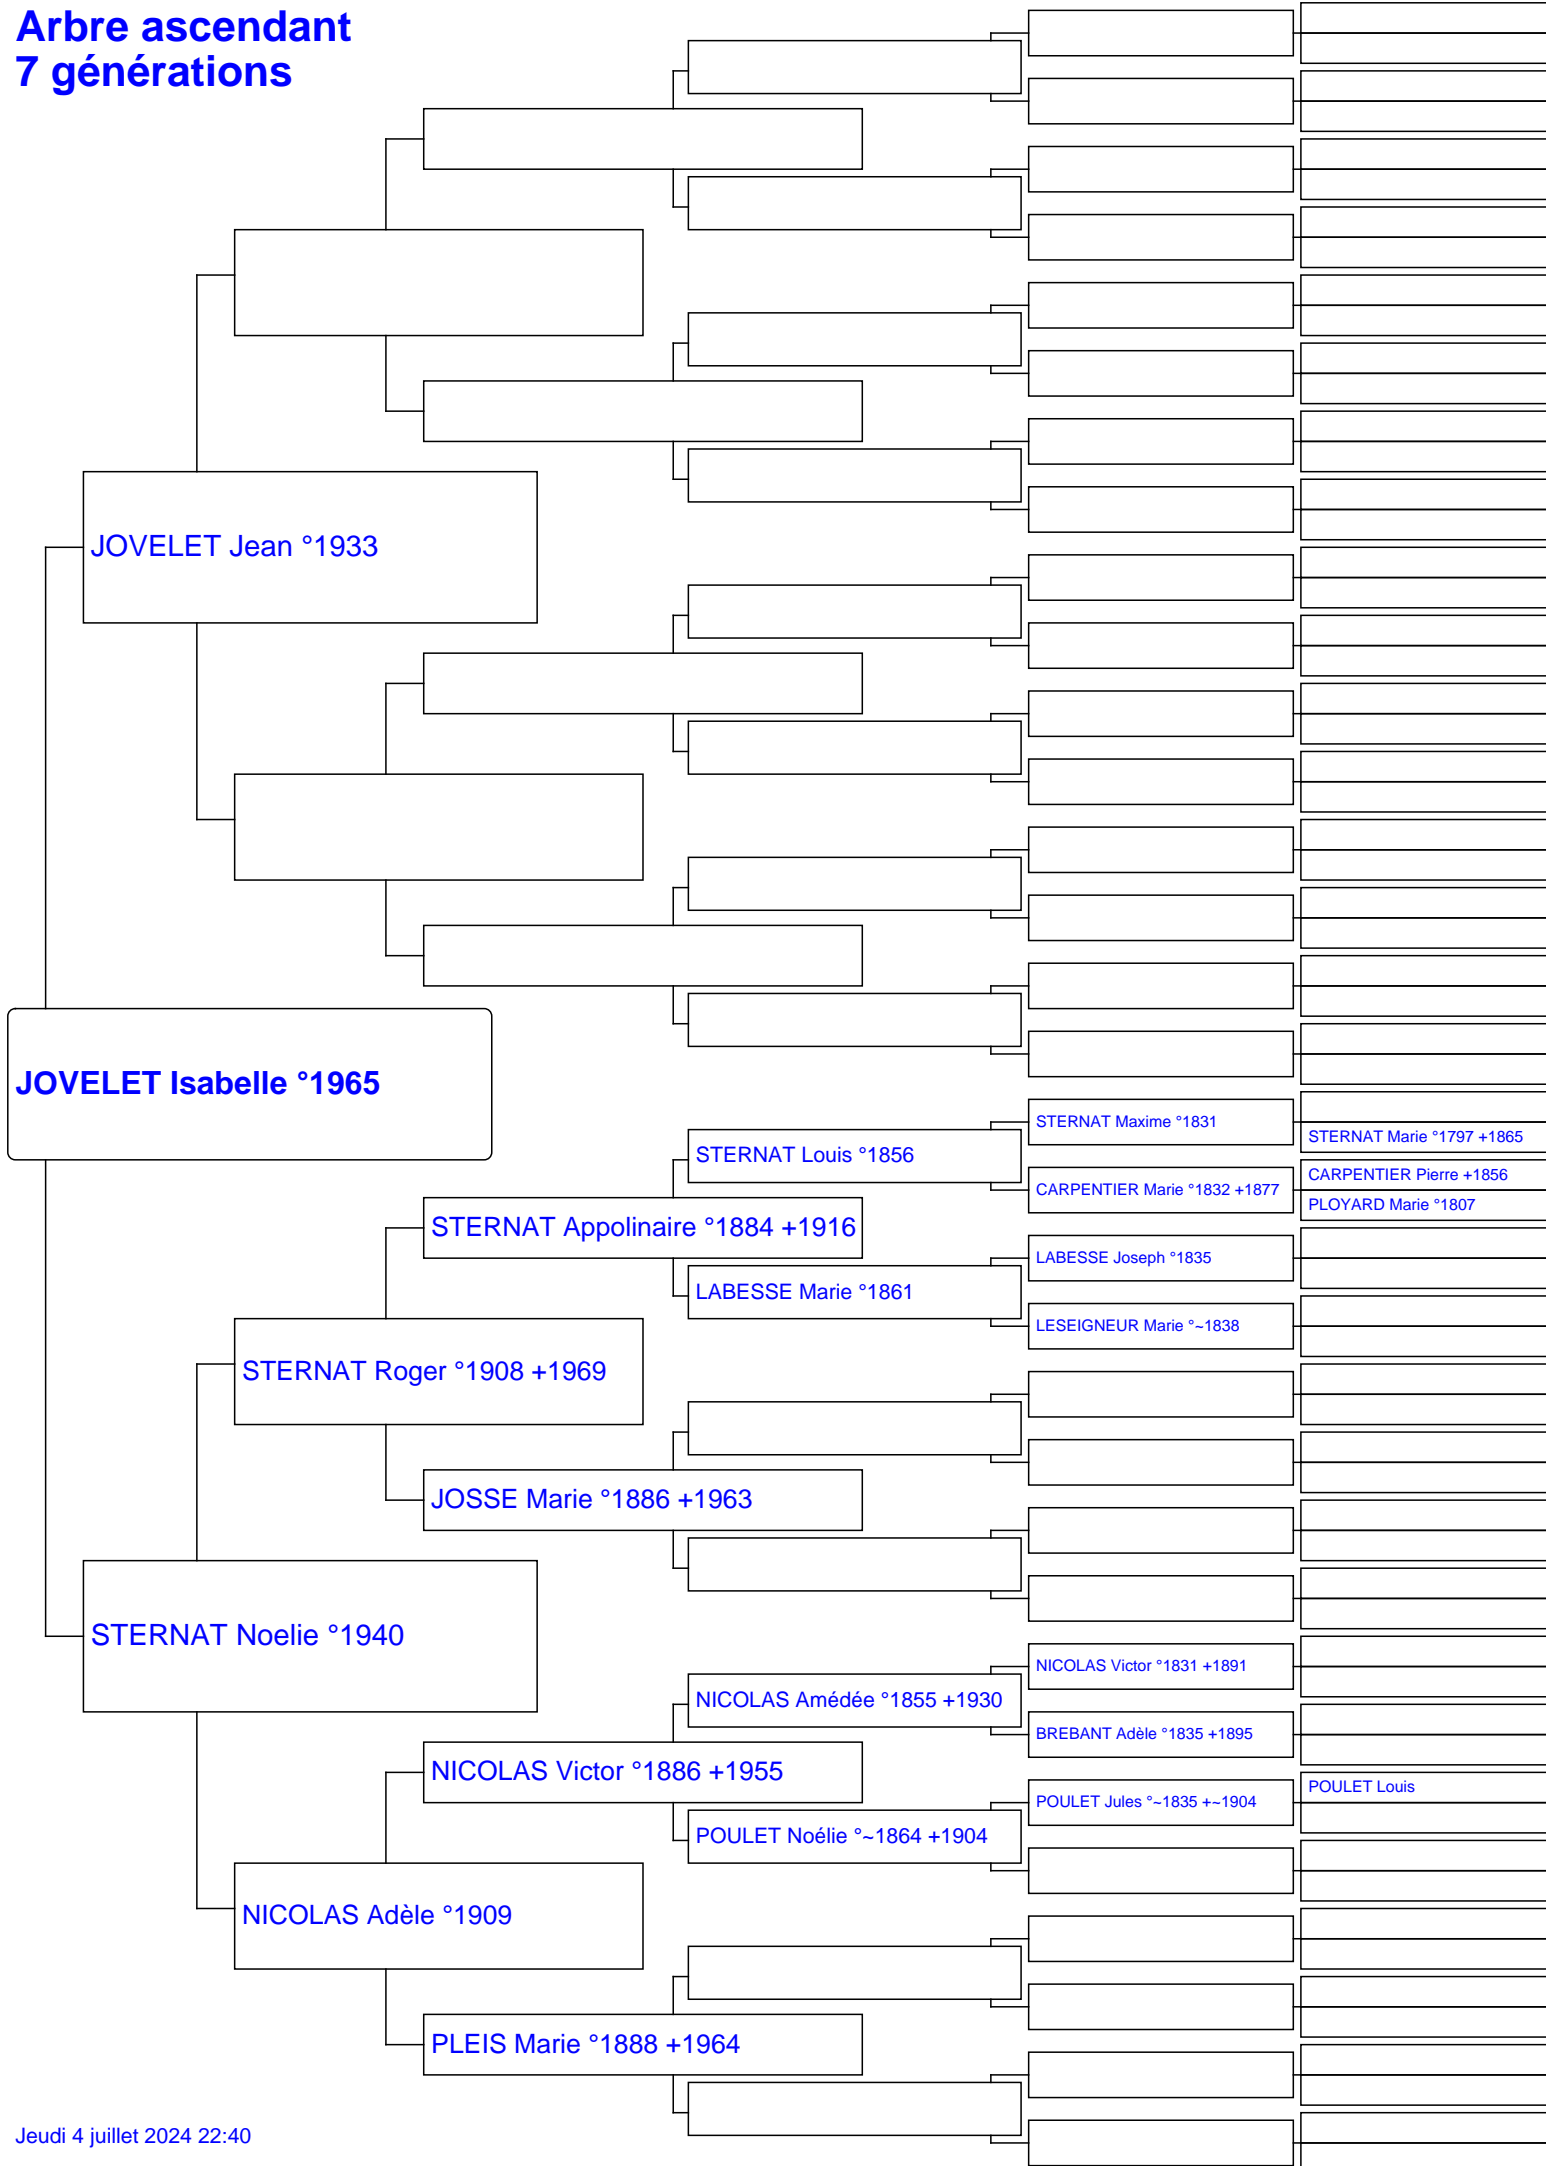 Arbre ascendant
7 générations
JOVELET Jean °1933
JOVELET Isabelle °1965
STERNAT Maxime °1831
STERNAT Marie °1797 +1865
STERNAT Louis °1856
CARPENTIER Pierre +1856
CARPENTIER Marie °1832 +1877
PLOYARD Marie °1807
STERNAT Appolinaire °1884 +1916
LABESSE Joseph °1835
LABESSE Marie °1861
LESEIGNEUR Marie °~1838
STERNAT Roger °1908 +1969
JOSSE Marie °1886 +1963
STERNAT Noelie °1940
NICOLAS Victor °1831 +1891
NICOLAS Amédée °1855 +1930
BREBANT Adèle °1835 +1895
NICOLAS Victor °1886 +1955
POULET Louis
POULET Jules °~1835 +~1904
POULET Noélie °~1864 +1904
NICOLAS Adèle °1909
PLEIS Marie °1888 +1964
Jeudi 4 juillet 2024 22:40